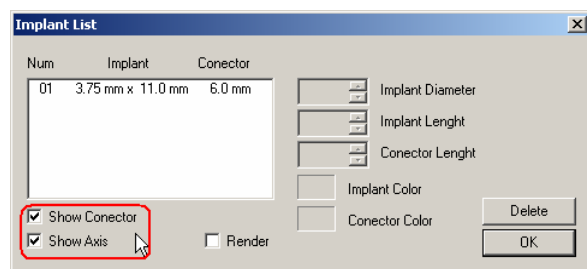 Implant List
Num Implant Conector
01 3.75 mm x 11.0 mm 6.0 mm
Implant Diameter
Implant Lenght
Conector Lenght
Implant Color
Conector Color
Show Conector
Show Axis
Render
Delete
OK